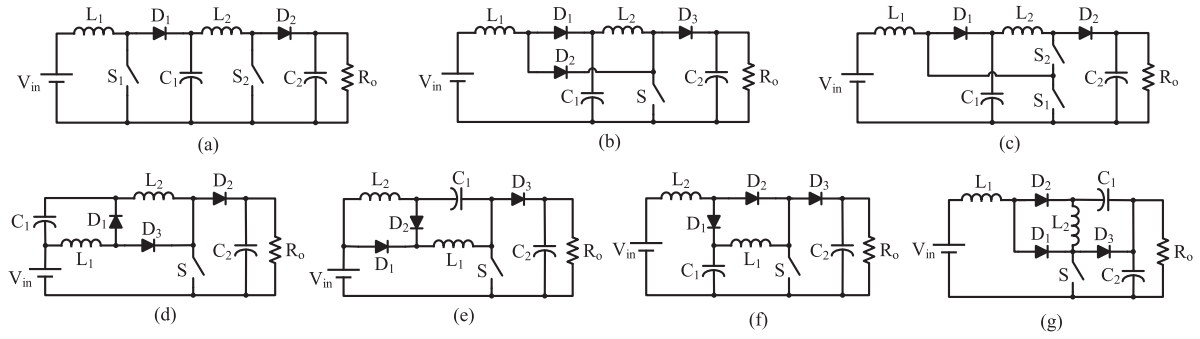 L1 D1 L2 D2
Vin S1 C1 S2 C2 Ro
(a)
L1 D1 L2 D3
D2
Vin C1 S C2 Ro
(b)
L1 D1 L2 D2
S2
Vin C1 S1 C2 Ro
(c)
L2 D2
C1 D1 D3
L1
Vin S C2 Ro
(d)
L2 C1 D3
D2
Vin D1 L1 S C2 Ro
(e)
L2 D2 D3
D1
Vin C1 L1 S C2 Ro
(f)
L1 D2 C1
L2
D1 D3
Vin S C2 Ro
(g)